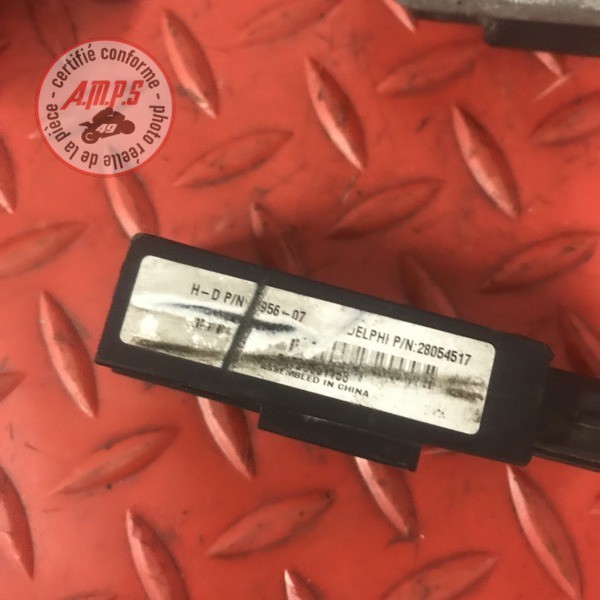 certifié conforme - photo réelle de la pièce -
A.M.P.S
49
H-D P/N 956-07
DELPHI P/N:28054517
ASSEMBLED IN CHINA